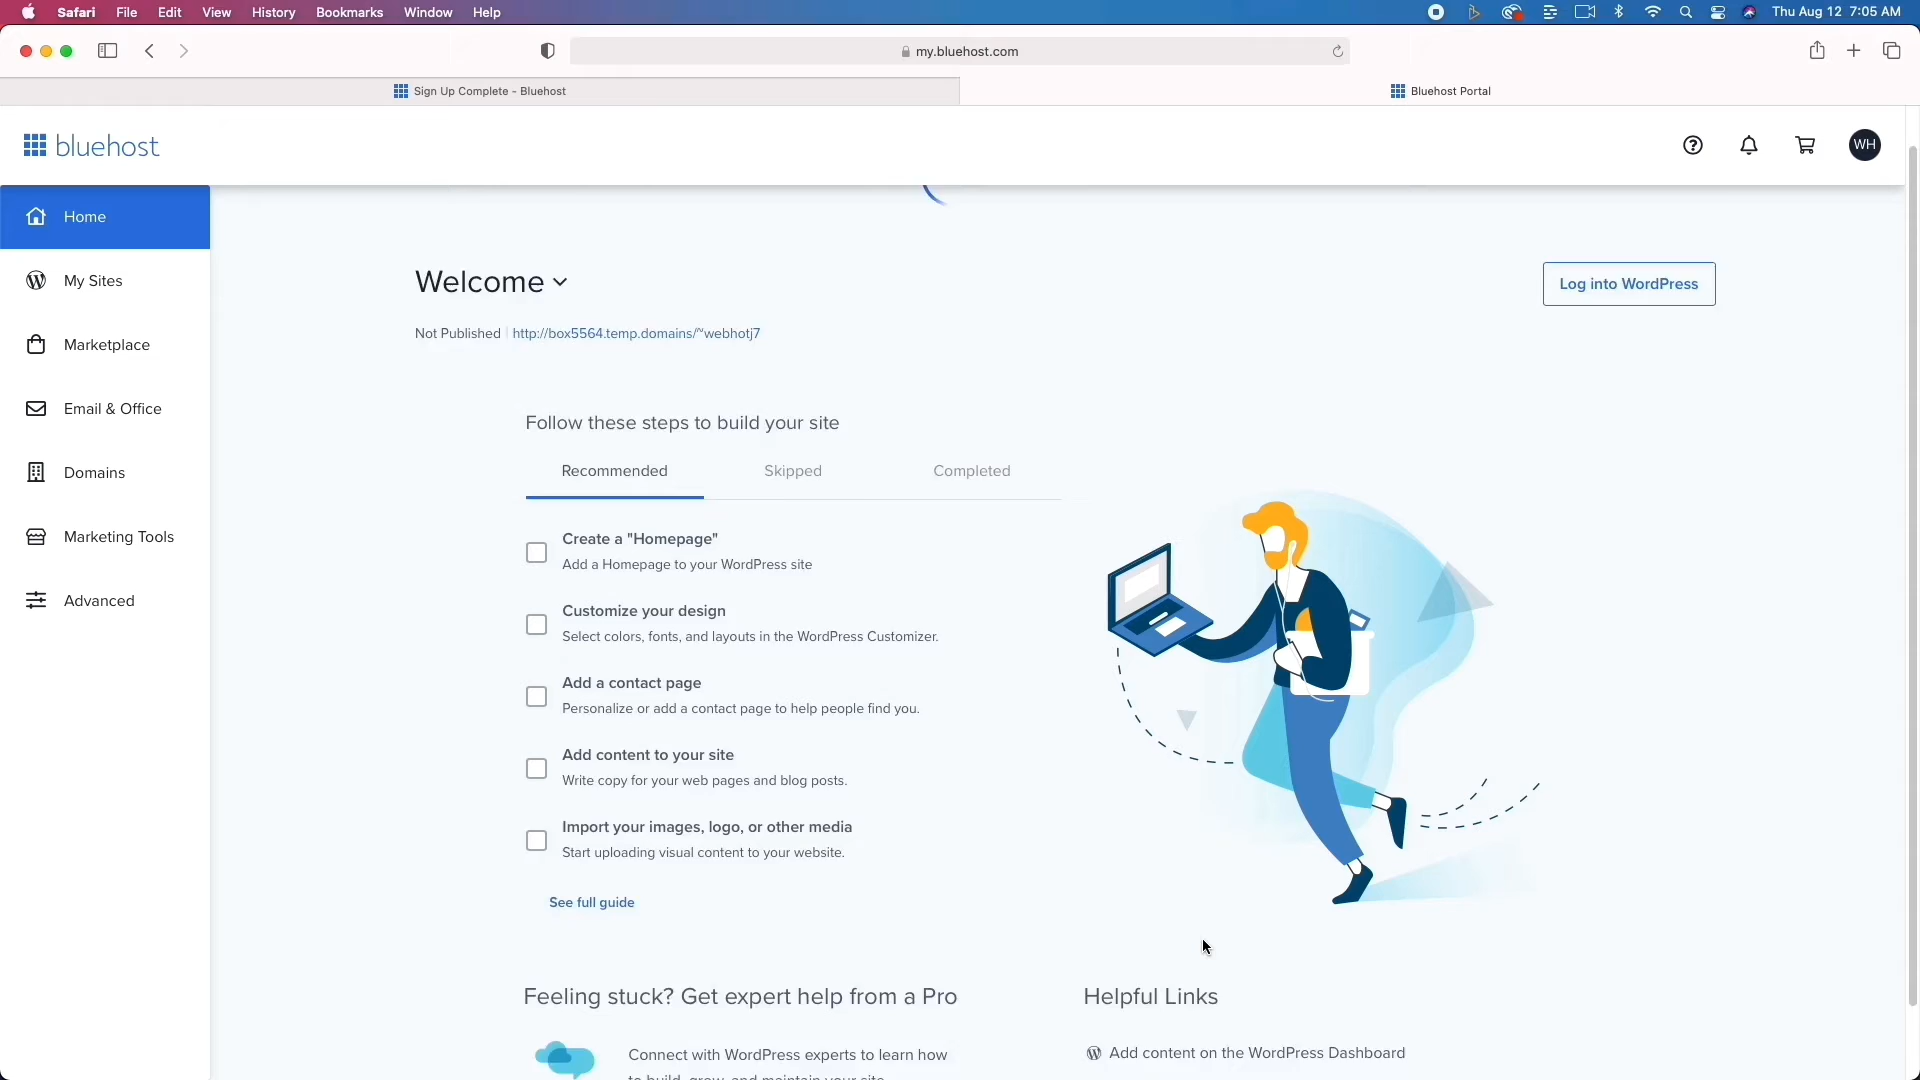 Safari File Edit View History Bookmarks Window Help Thu Aug 12 7:05 AM
my.bluehost.com
Sign Up Complete - Bluehost Bluehost Portal
bluehost WH
Home
My Sites
Marketplace
Email & Office
Domains
Marketing Tools
Advanced
Welcome
Log into WordPress
Not Published | http://box5564.temp.domains/~webhotj7
Follow these steps to build your site
Recommended Skipped Completed
Create a "Homepage"
Add a Homepage to your WordPress site
Customize your design
Select colors, fonts, and layouts in the WordPress Customizer.
Add a contact page
Personalize or add a contact page to help people find you.
Add content to your site
Write copy for your web pages and blog posts.
Import your images, logo, or other media
Start uploading visual content to your website.
See full guide
Feeling stuck? Get expert help from a Pro
Connect with WordPress experts to learn how
to build, grow, and maintain your site
Helpful Links
Add content on the WordPress Dashboard